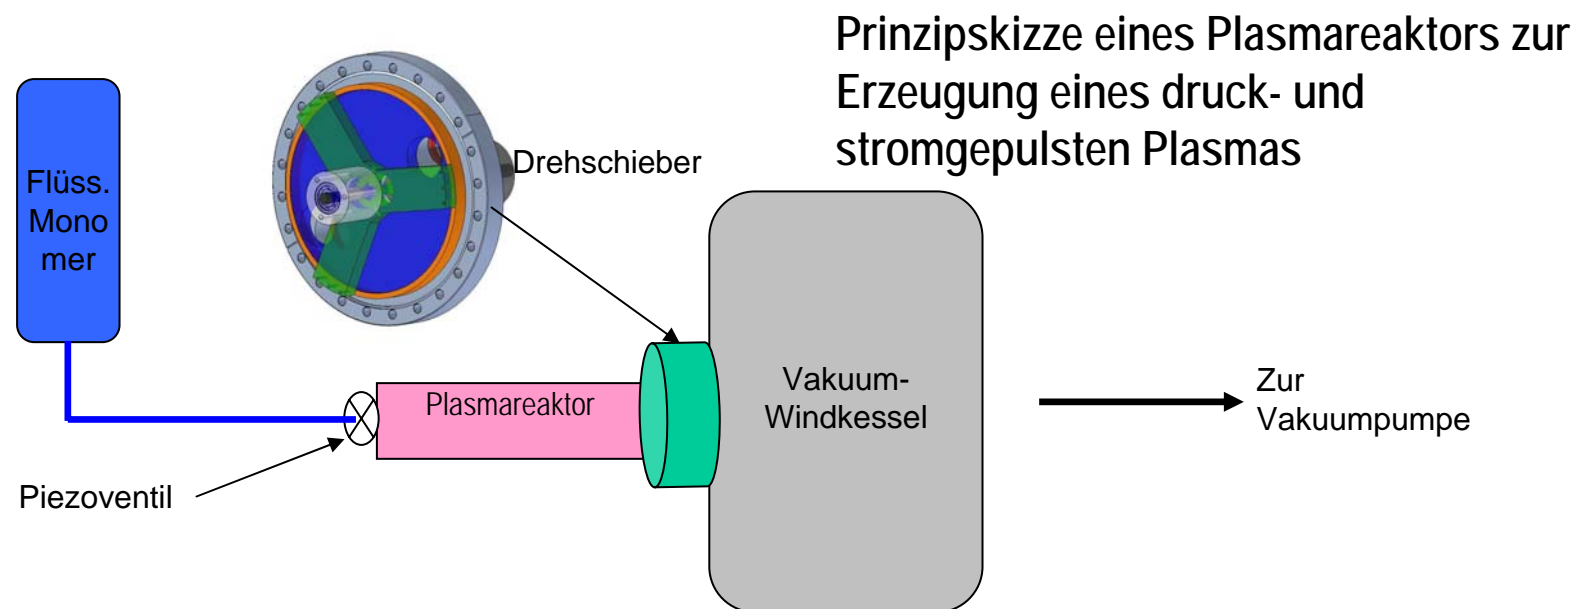 Prinzipskizze eines Plasmareaktors zur
Erzeugung eines druck- und
stromgepulsten Plasmas
Flüss.
Mono
mer
Drehschieber
Plasmareaktor
Vakuum-
Windkessel
Zur
Vakuumpumpe
Piezoventil